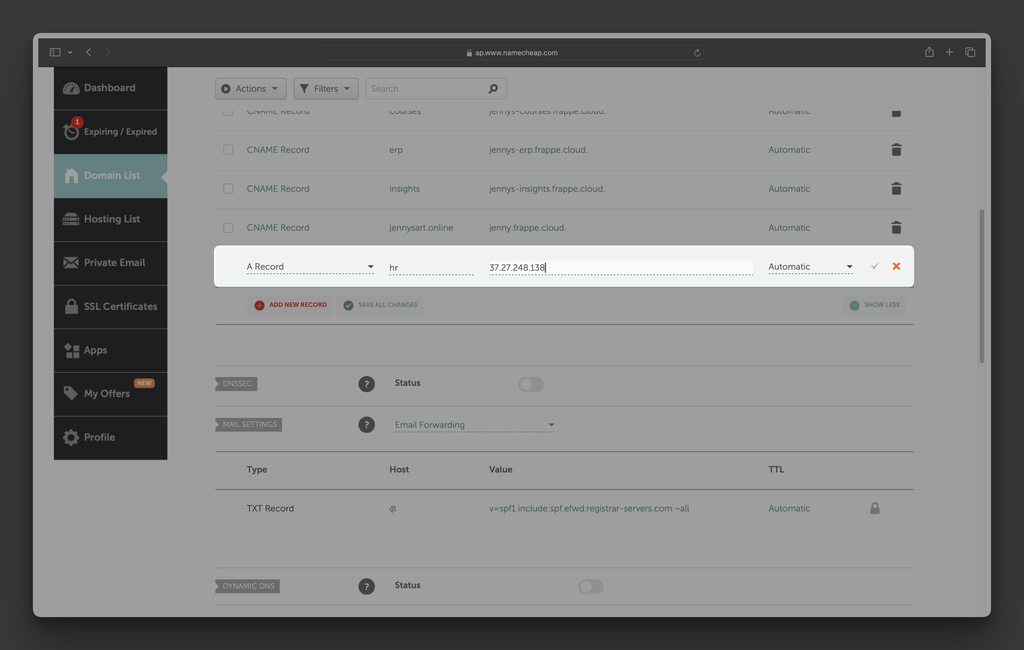 ap.www.namecheap.com
Dashboard
1
Expiring / Expired
Domain List
Hosting List
Private Email
SSL Certificates
Apps
NEW
My Offers
Profile
Actions
Filters
Search
CNAME Record courses jennys-courses.frappe.cloud. Automatic
CNAME Record erp jennys-erp.frappe.cloud. Automatic
CNAME Record insights jennys-insights.frappe.cloud. Automatic
CNAME Record jennysart.online jenny.frappe.cloud. Automatic
A Record hr 37.27.248.138 Automatic
ADD NEW RECORD SAVE ALL CHANGES SHOW LESS
DNSSEC ? Status
MAIL SETTINGS ? Email Forwarding
Type Host Value TTL
TXT Record @ v=spf1 include:spf.efwd.registrar-servers.com ~all Automatic
DYNAMIC DNS ? Status